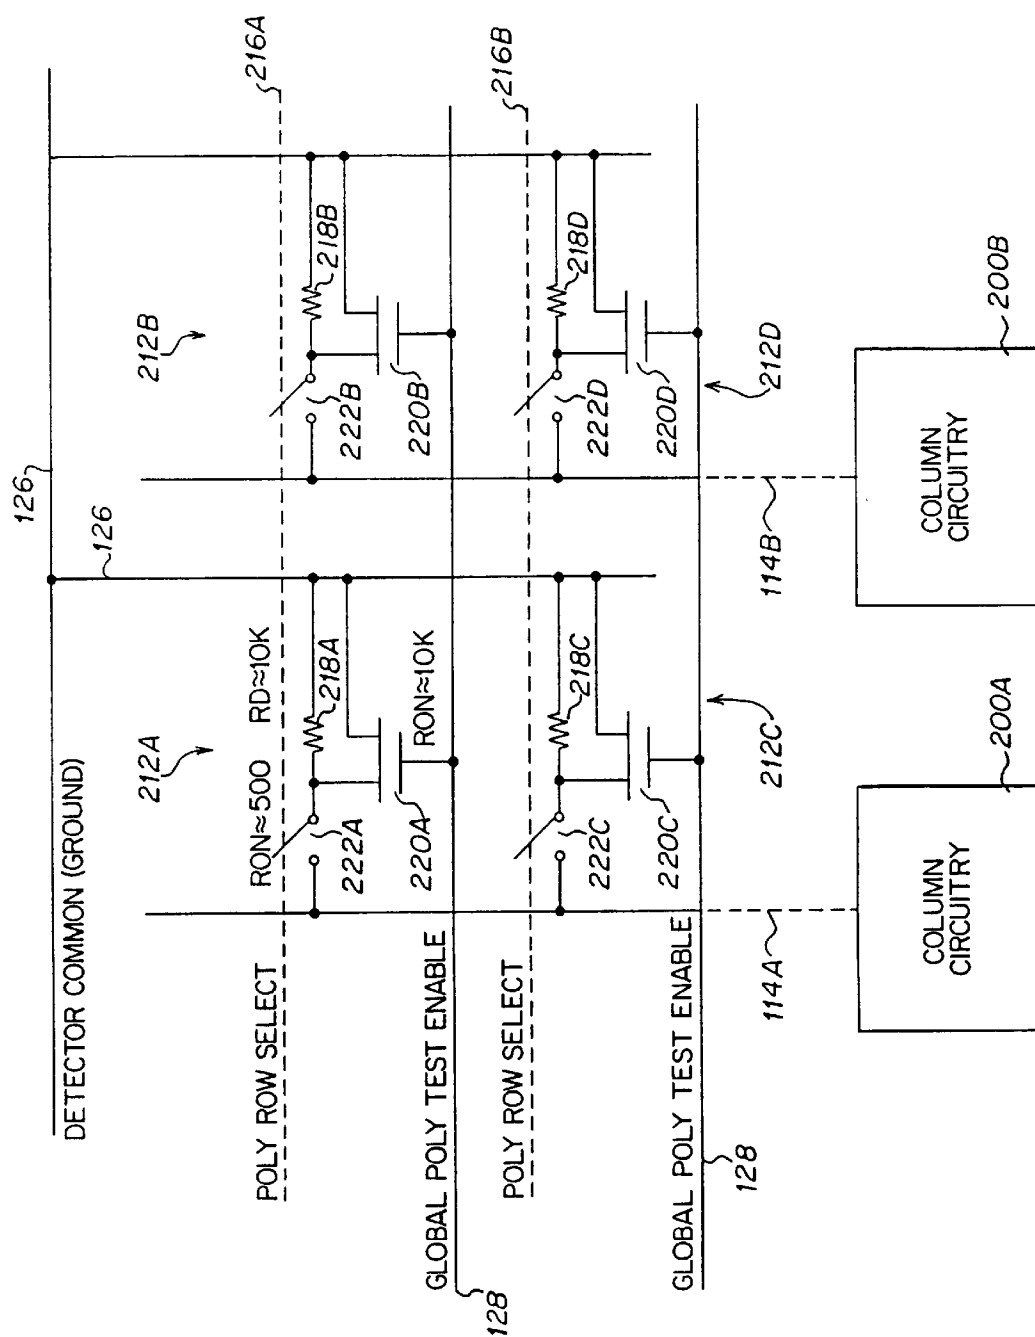 126
DETECTOR COMMON (GROUND)
126
216A
212A
212B
RON≈500 RD≈10K
218A
218B
222A
222B
220A
220B
RON≈10K
POLY ROW SELECT
GLOBAL POLY TEST ENABLE
128
216B
218C
218D
222C
222D
220C
220D
POLY ROW SELECT
GLOBAL POLY TEST ENABLE
128
212C
212D
114A
114B
200A
200B
COLUMN
CIRCUITRY
COLUMN
CIRCUITRY